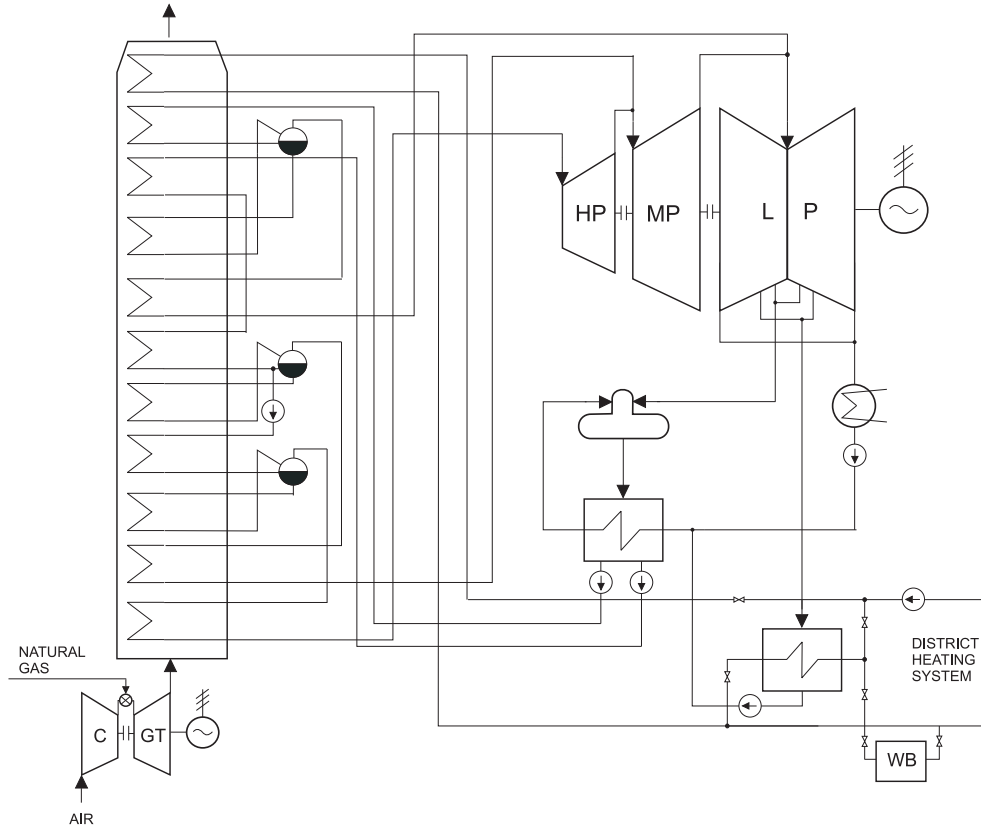 HP
MP
L
P
NATURAL
GAS
DISTRICT
HEATING
SYSTEM
C
GT
WB
AIR